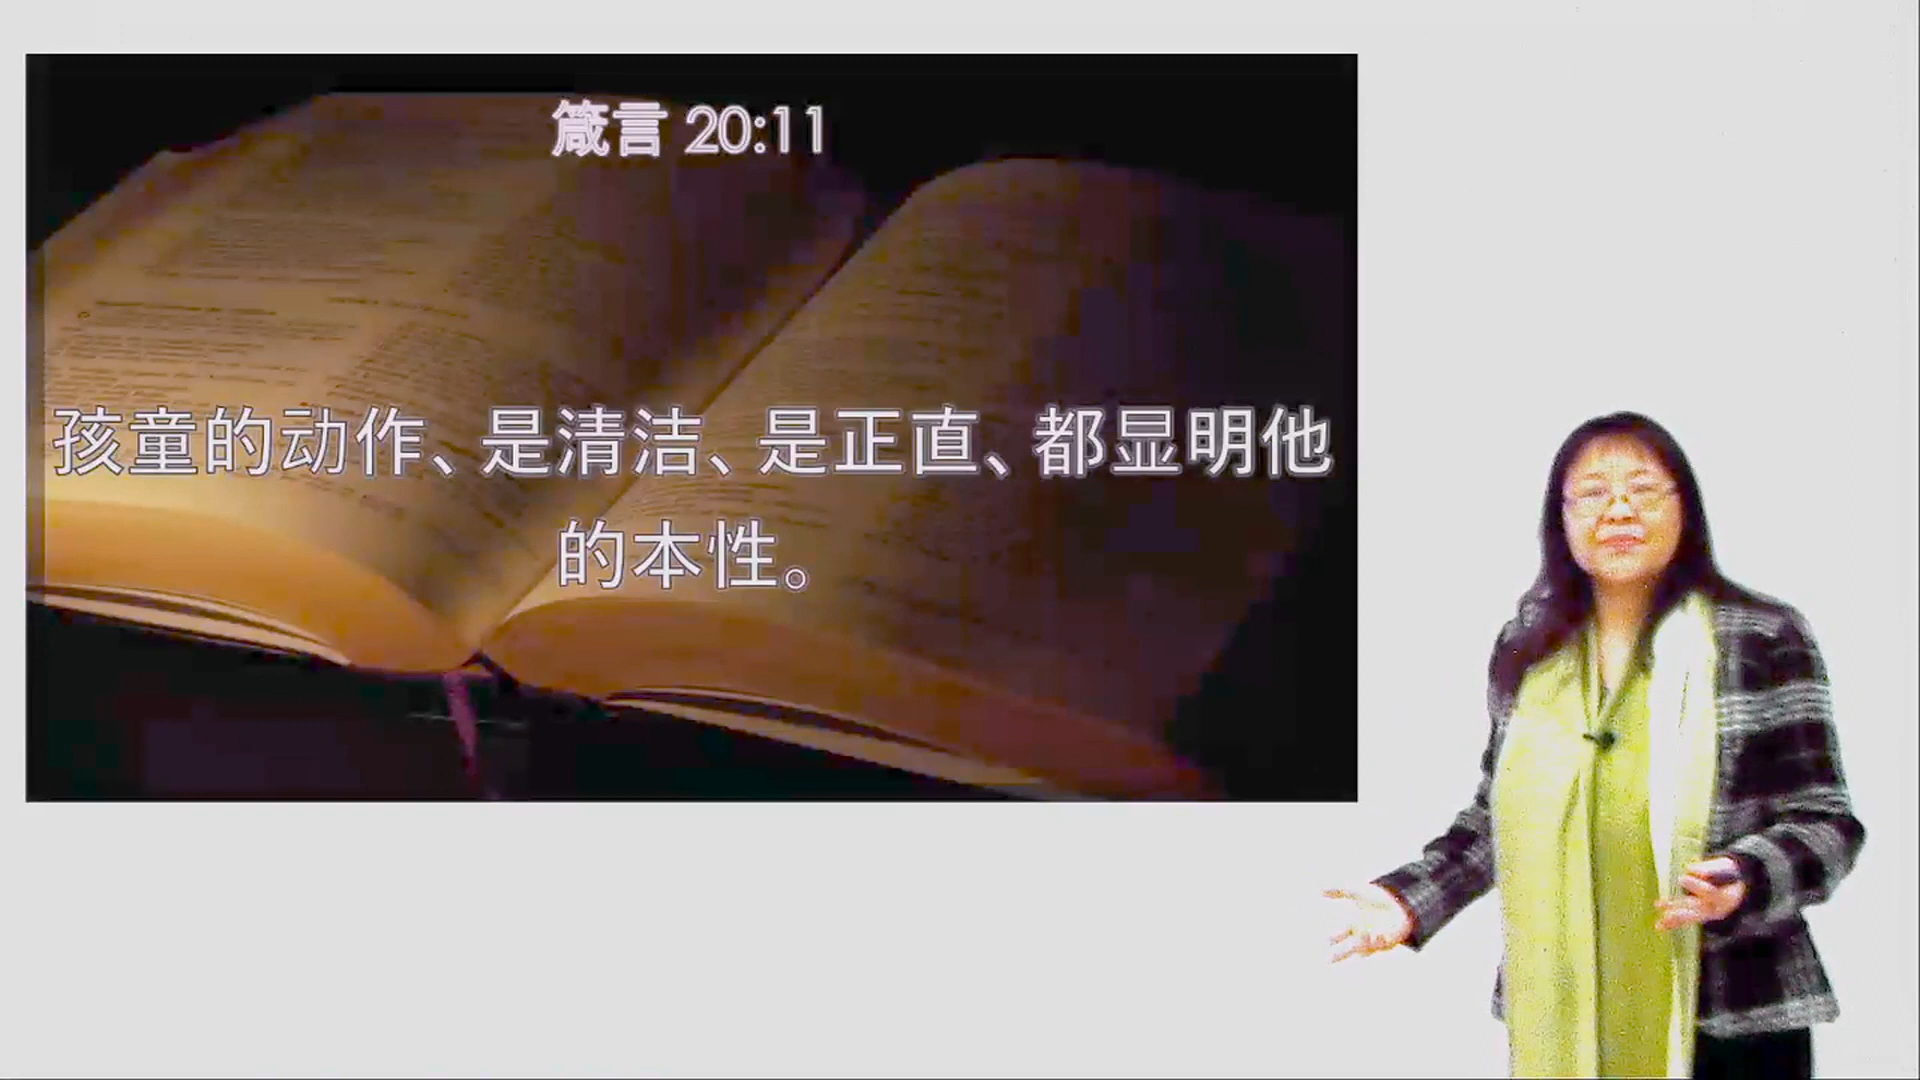 箴言 20:11
孩童的动作、是清洁、是正直、都显明他
的本性。